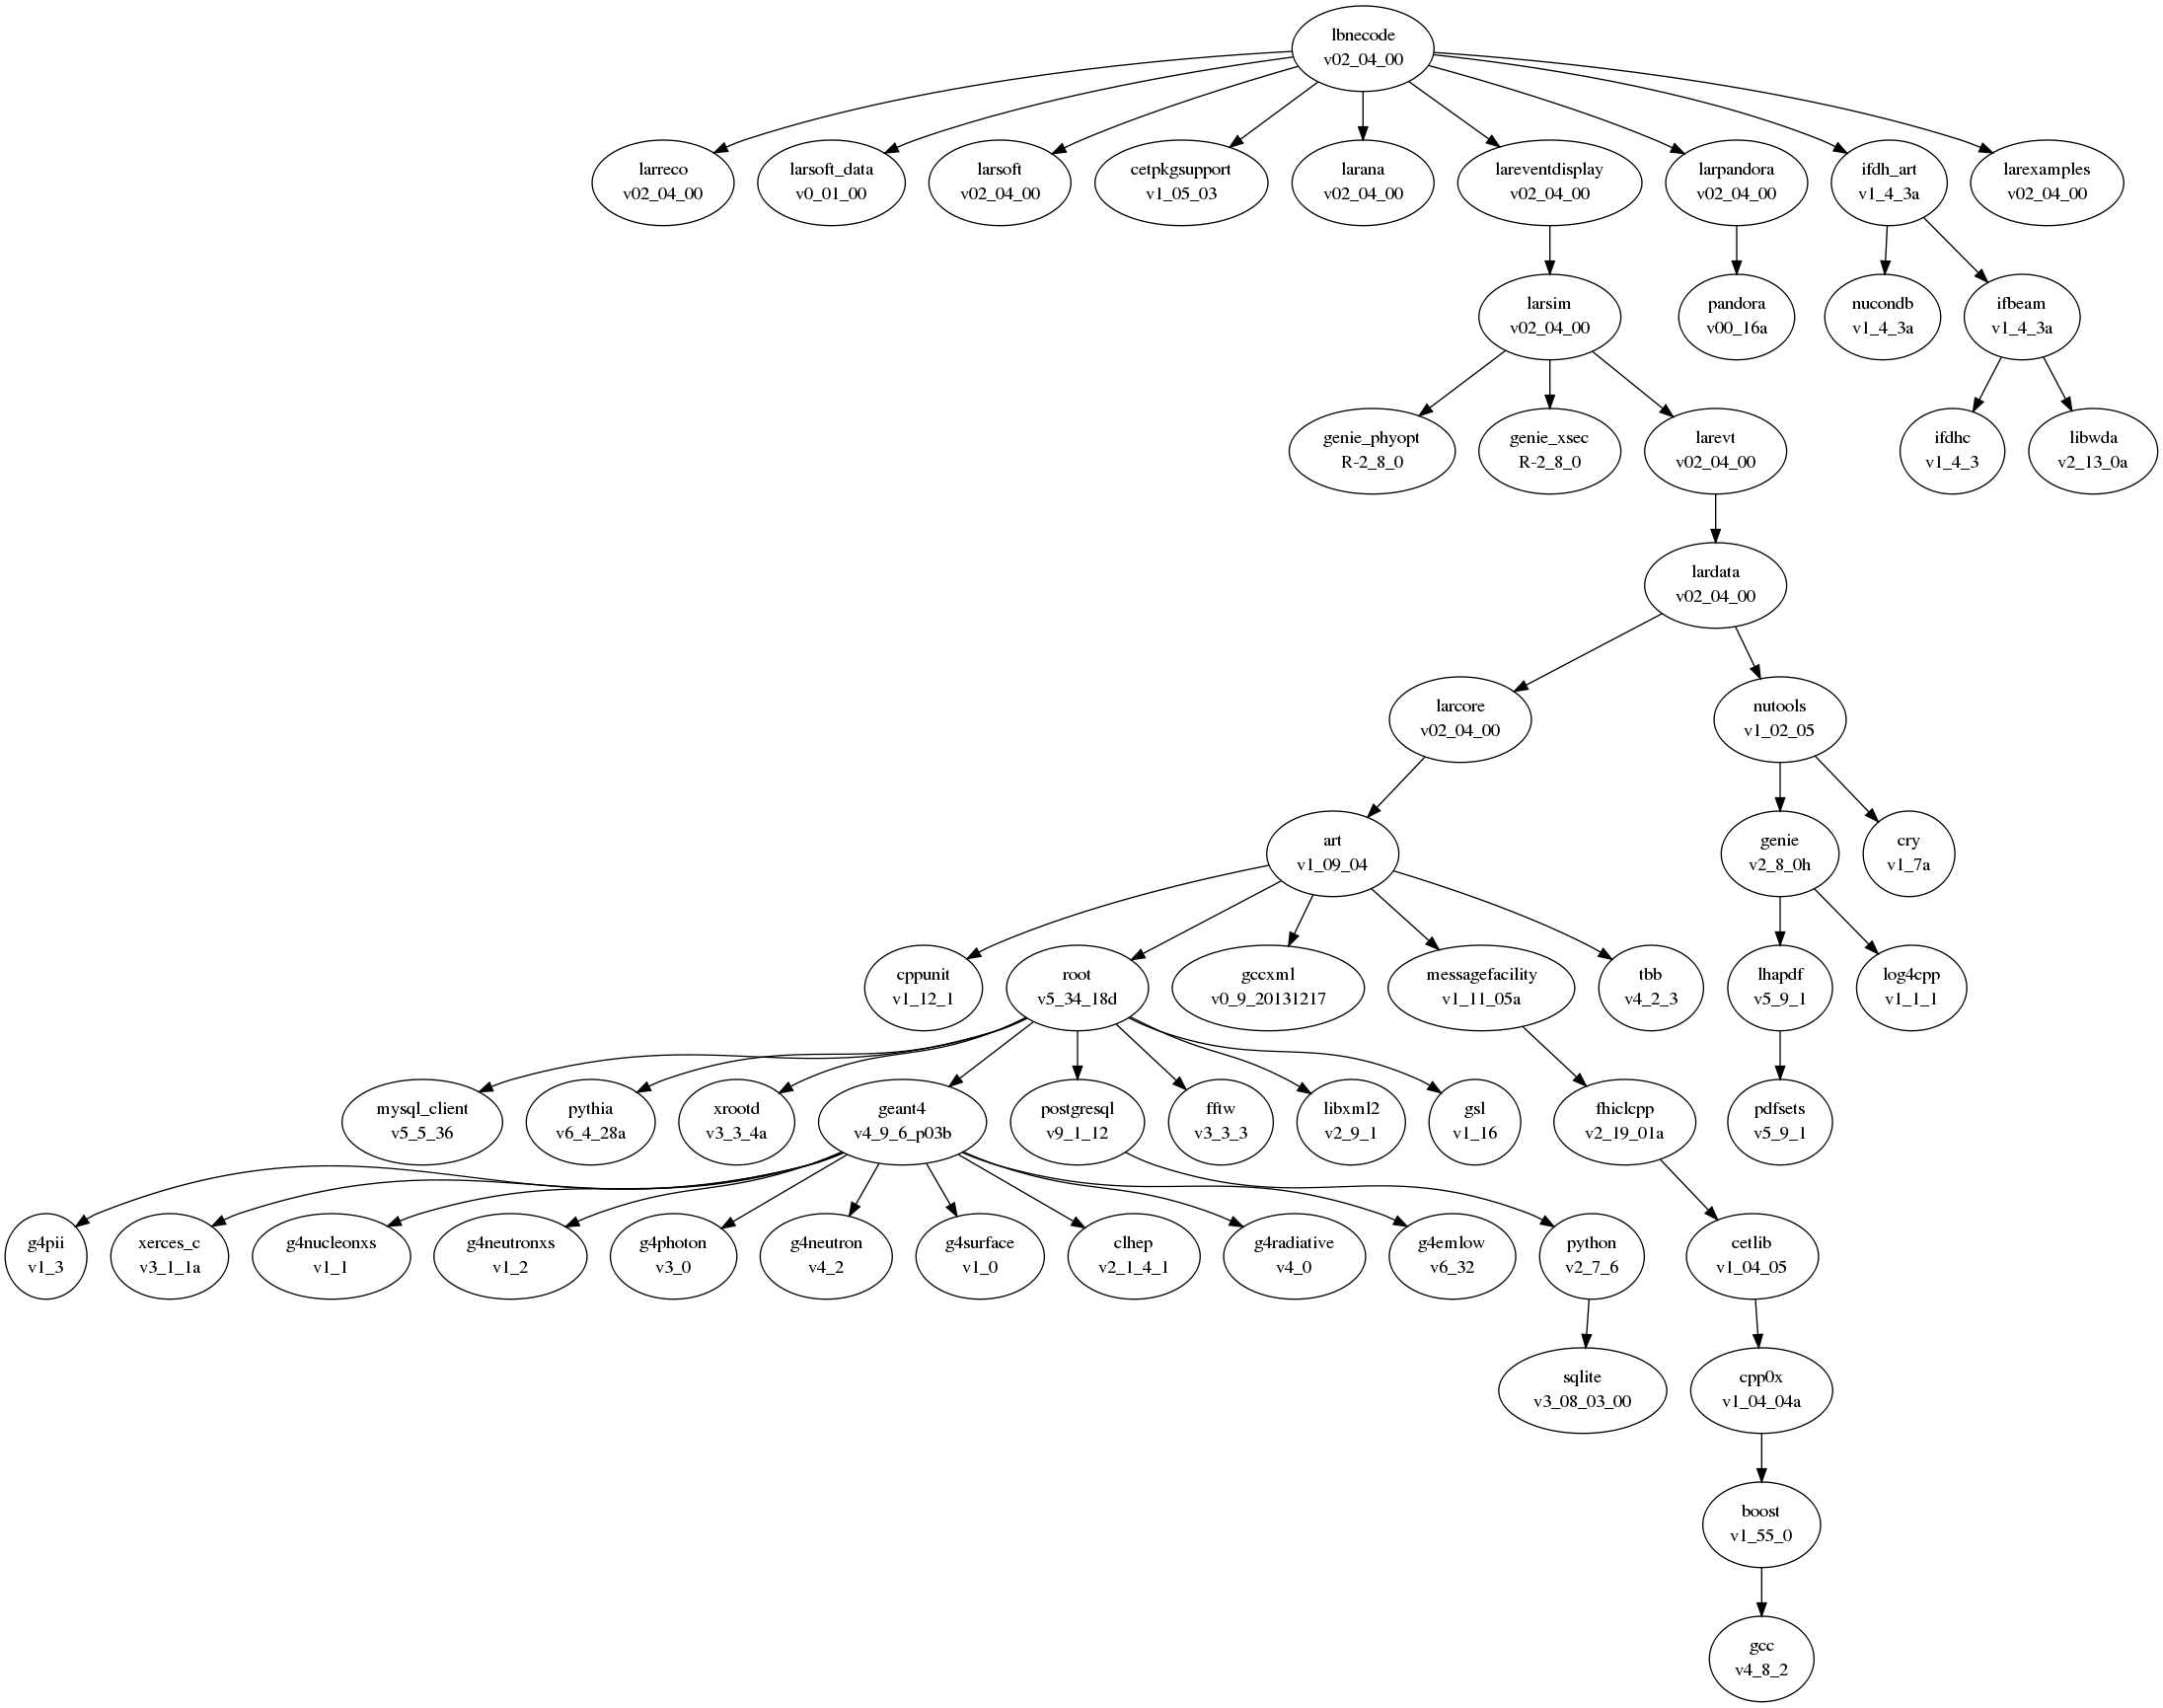 lbnecode
v02_04_00
larreco
v02_04_00
larsoft_data
v0_01_00
larsoft
v02_04_00
cetpkgsupport
v1_05_03
larana
v02_04_00
lareventdisplay
v02_04_00
larpandora
v02_04_00
ifdh_art
v1_4_3a
larexamples
v02_04_00
larsim
v02_04_00
pandora
v00_16a
nucondb
v1_4_3a
ifbeam
v1_4_3a
genie_phyopt
R-2_8_0
genie_xsec
R-2_8_0
larevt
v02_04_00
ifdhc
v1_4_3
libwda
v2_13_0a
lardata
v02_04_00
larcore
v02_04_00
nutools
v1_02_05
art
v1_09_04
genie
v2_8_0h
cry
v1_7a
cppunit
v1_12_1
root
v5_34_18d
gccxml
v0_9_20131217
messagefacility
v1_11_05a
tbb
v4_2_3
lhapdf
v5_9_1
log4cpp
v1_1_1
mysql_client
v5_5_36
pythia
v6_4_28a
xrootd
v3_3_4a
geant4
v4_9_6_p03b
postgresql
v9_1_12
fftw
v3_3_3
libxml2
v2_9_1
gsl
v1_16
fhiclcpp
v2_19_01a
pdfsets
v5_9_1
g4pii
v1_3
xerces_c
v3_1_1a
g4nucleonxs
v1_1
g4neutronxs
v1_2
g4photon
v3_0
g4neutron
v4_2
g4surface
v1_0
clhep
v2_1_4_1
g4radiative
v4_0
g4emlow
v6_32
python
v2_7_6
cetlib
v1_04_05
sqlite
v3_08_03_00
cpp0x
v1_04_04a
boost
v1_55_0
gcc
v4_8_2